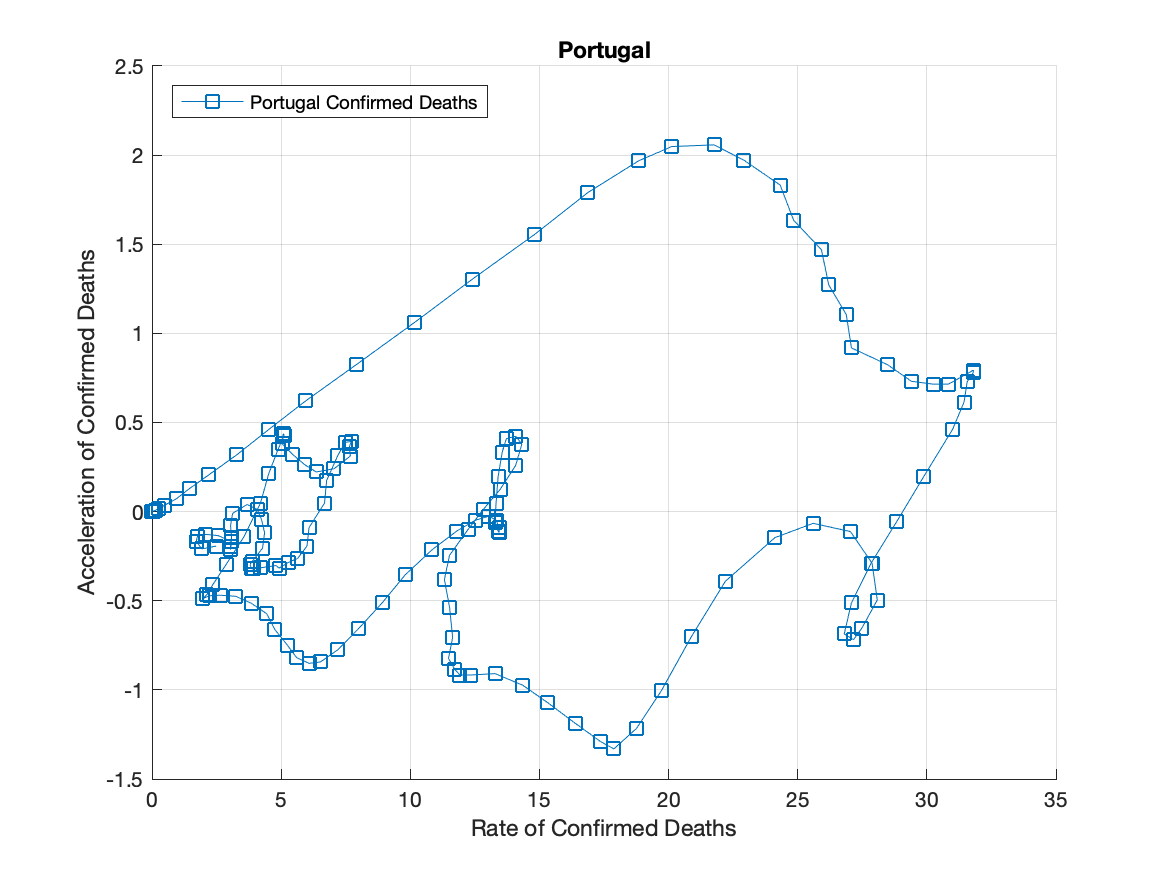 Portugal
2.5
Portugal Confirmed Deaths
2
1.5
1
0.5
0
-0.5
-1
-1.5
Acceleration of Confirmed Deaths
0 5 10 15 20 25 30 35
Rate of Confirmed Deaths